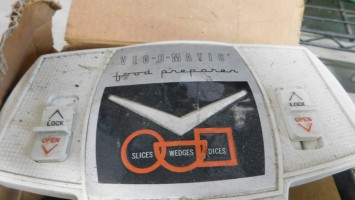 VEG-O-MATIC
food preparer
LOCK
OPEN
LOCK
OPEN
SLICES WEDGES DICES